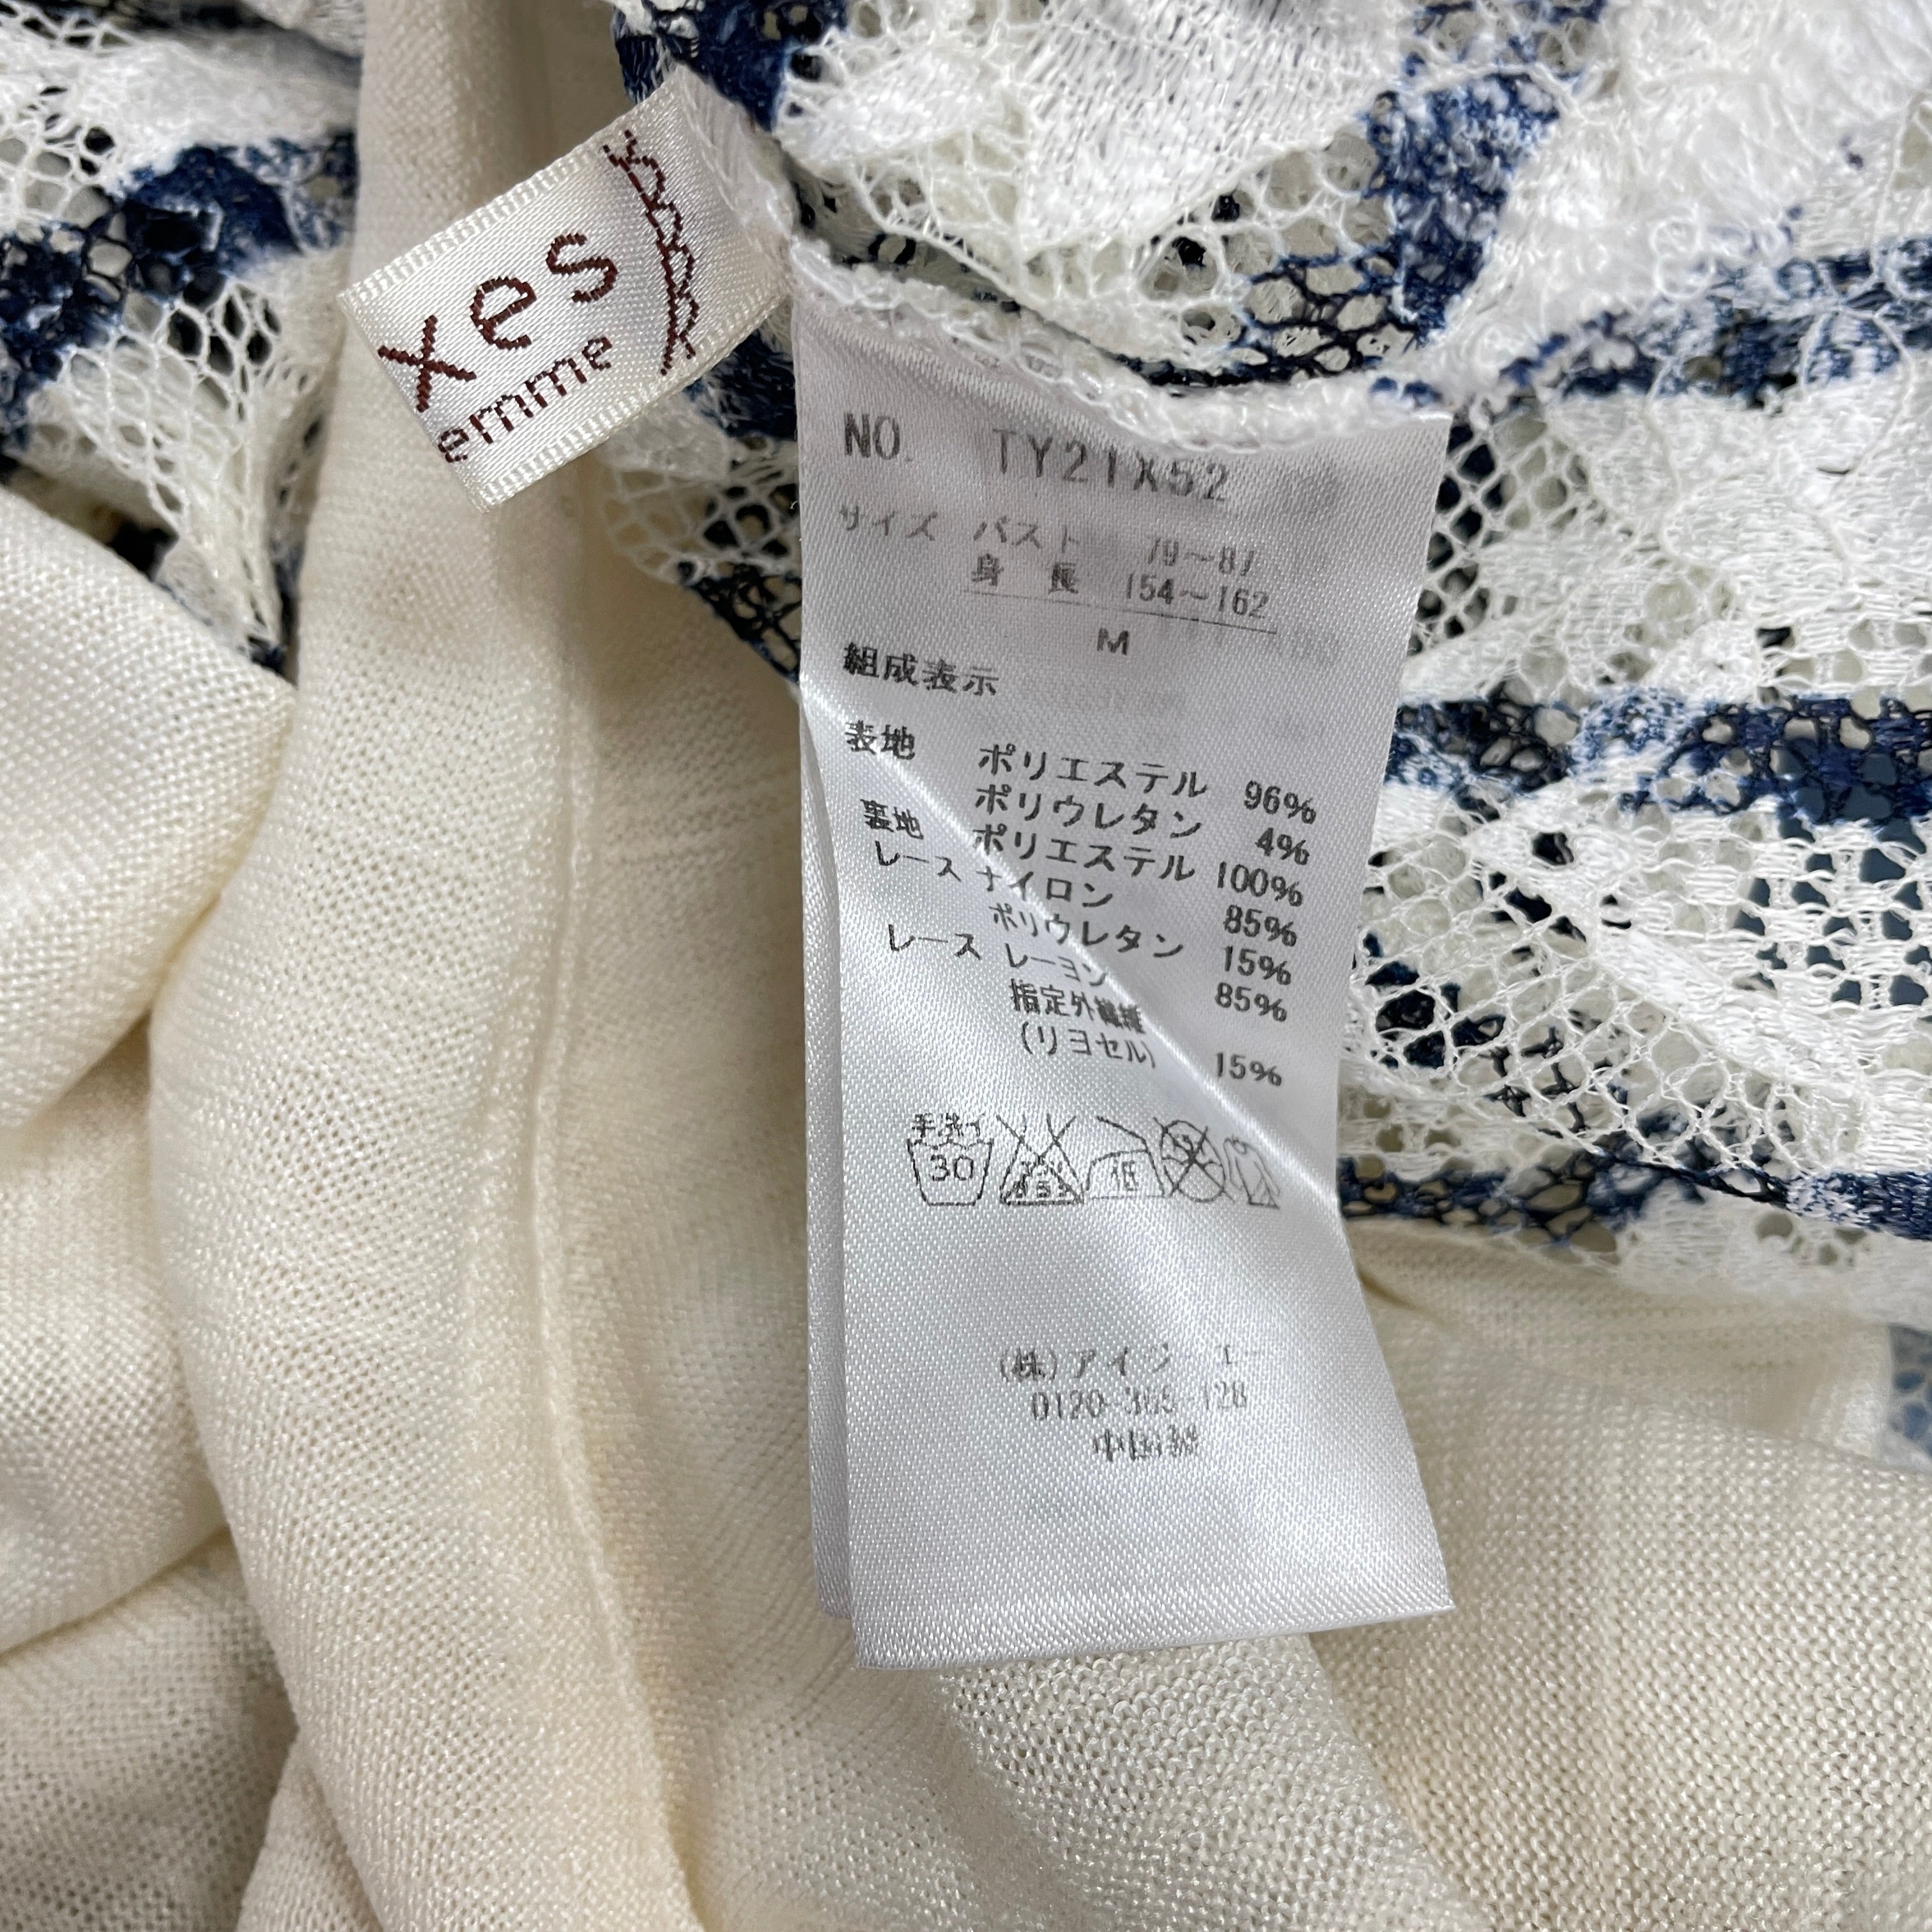 xes
emme
NO. TY21X52
サイズ バスト 79〜87
身長 154〜162
M
組成表示
表地 ポリエステル 96%
ポリウレタン 4%
裏地 ポリエステル 100%
レース ナイロン 85%
ポリウレタン 15%
レース レーヨン 85%
指定外繊維
(リヨセル) 15%
手洗イ
30
(株)アイジーエー
中国製